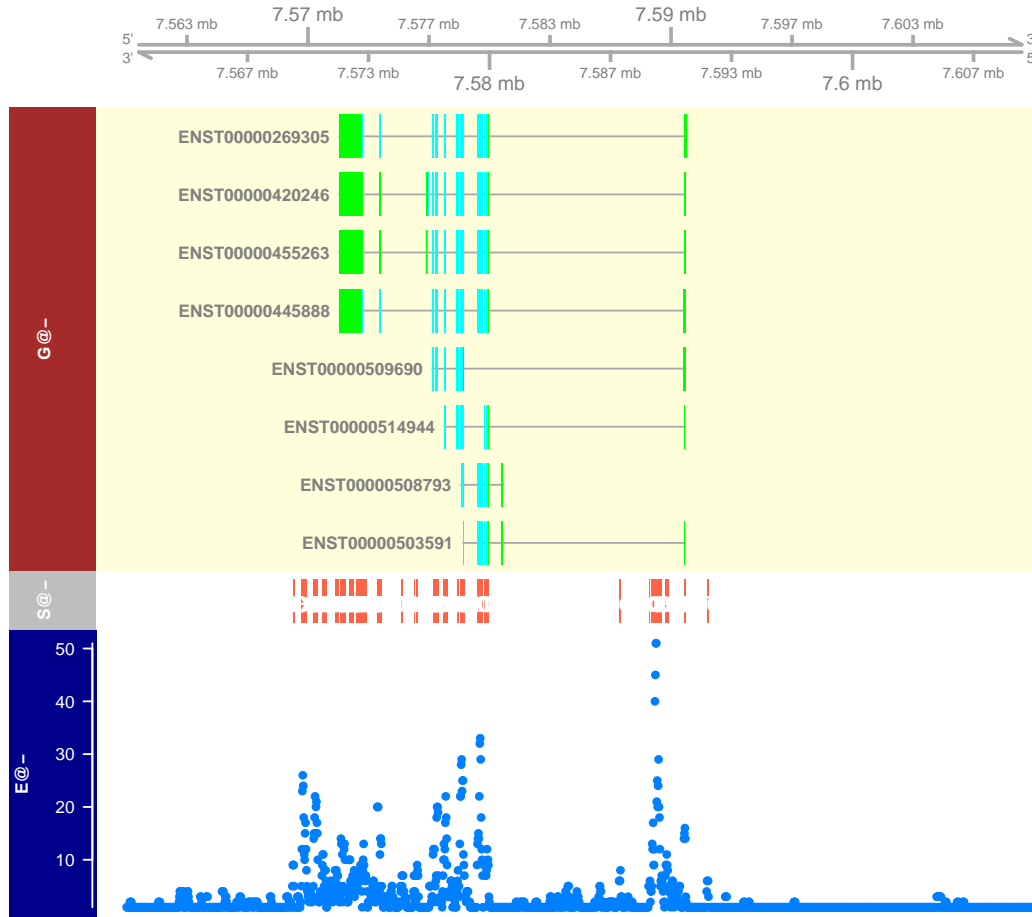 7.57 mb 7.59 mb
7.563 mb 7.577 mb 7.583 mb 7.597 mb 7.603 mb
5' 3'
3' 5'
7.567 mb 7.573 mb 7.587 mb 7.593 mb 7.607 mb
7.58 mb 7.6 mb
ENST00000269305
ENST00000420246
ENST00000455263
ENST00000445888
G@–
ENST00000509690
ENST00000514944
ENST00000508793
ENST00000503591
S@–
E@–
50
40
30
20
10